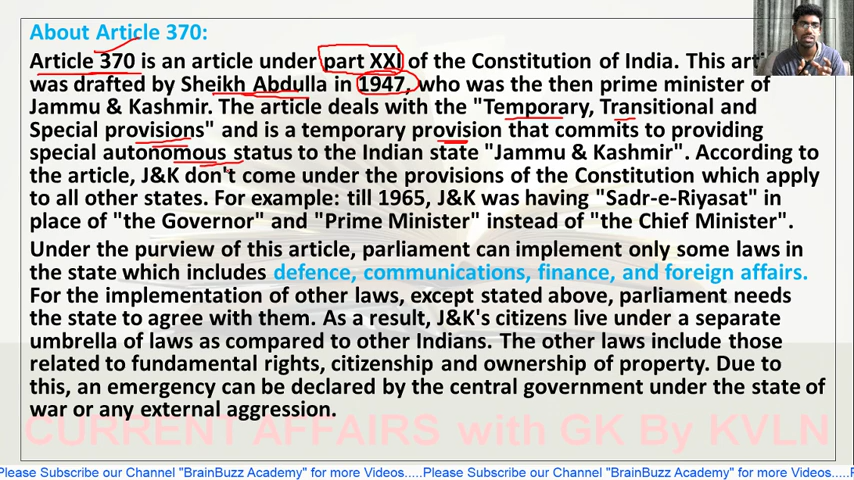 About Article 370:
Article 370 is an article under part XXI of the Constitution of India. This
was drafted by Sheikh Abdulla in 1947, who was the then prime minister of
Jammu & Kashmir. The article deals with the "Temporary, Transitional and
Special provisions" and is a temporary provision that commits to providing
special autonomous status to the Indian state "Jammu & Kashmir". According to
the article, J&K don't come under the provisions of the Constitution which apply
to all other states. For example: till 1965, J&K was having "Sadr-e-Riyasat" in
place of "the Governor" and "Prime Minister" instead of "the Chief Minister".
Under the purview of this article, parliament can implement only some laws in
the state which includes defence, communications, finance, and foreign affairs.
For the implementation of other laws, except stated above, parliament needs
the state to agree with them. As a result, J&K's citizens live under a separate
umbrella of laws as compared to other Indians. The other laws include those
related to fundamental rights, citizenship and ownership of property. Due to
this, an emergency can be declared by the central government under the state of
war or any external aggression.
CURRENT AFFAIRS with GK By KVLN
Please Subscribe our Channel "BrainBuzz Academy" for more Videos.....Please Subscribe our Channel "BrainBuzz Academy" for more Videos.....